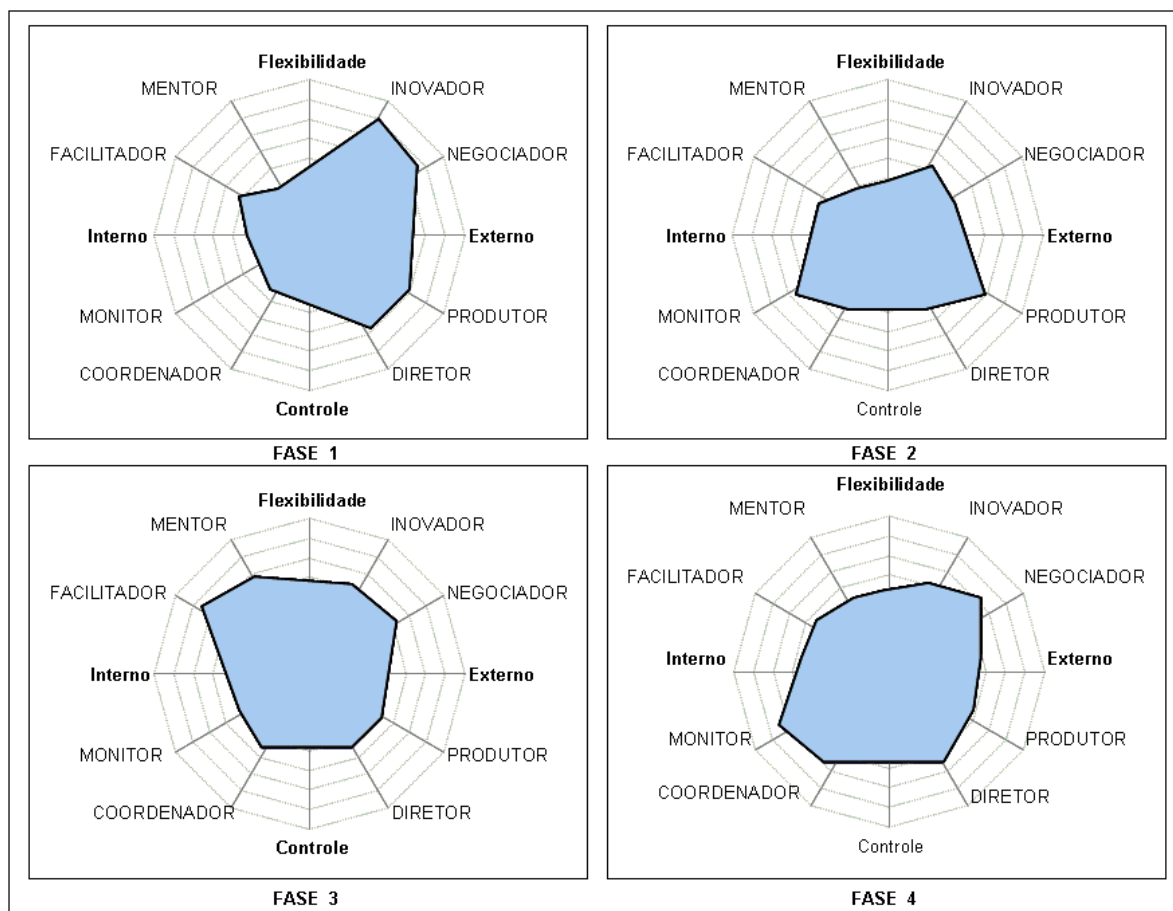 Flexibilidade
MENTOR
INOVADOR
FACILITADOR
NEGOCIADOR
Interno
Externo
MONITOR
PRODUTOR
COORDENADOR
DIRETOR
Controle
FASE 1
Flexibilidade
MENTOR
INOVADOR
FACILITADOR
NEGOCIADOR
Interno
Externo
MONITOR
PRODUTOR
COORDENADOR
DIRETOR
Controle
FASE 2
Flexibilidade
MENTOR
INOVADOR
FACILITADOR
NEGOCIADOR
Interno
Externo
MONITOR
PRODUTOR
COORDENADOR
DIRETOR
Controle
FASE 3
Flexibilidade
MENTOR
INOVADOR
FACILITADOR
NEGOCIADOR
Interno
Externo
MONITOR
PRODUTOR
COORDENADOR
DIRETOR
Controle
FASE 4